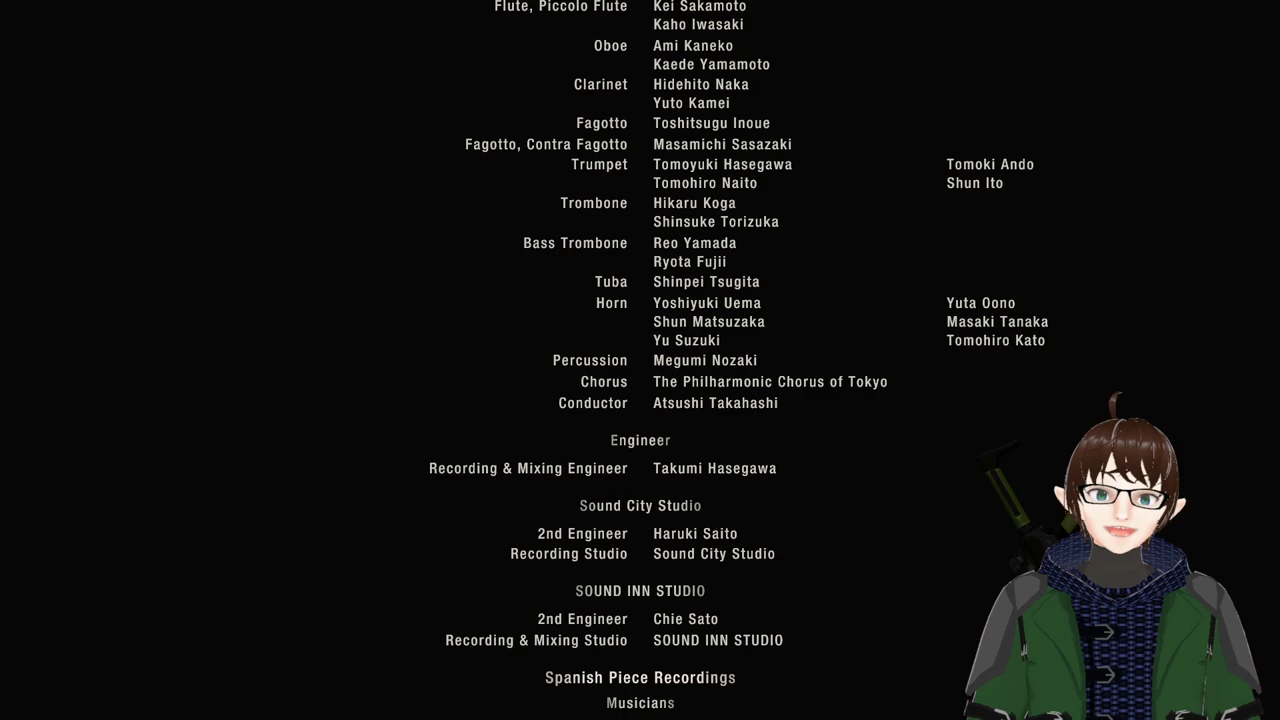 Flute, Piccolo Flute Kei Sakamoto
Kaho Iwasaki
Oboe Ami Kaneko
Kaede Yamamoto
Clarinet Hidehito Naka
Yuto Kamei
Fagotto Toshitsugu Inoue
Fagotto, Contra Fagotto Masamichi Sasazaki
Trumpet Tomoyuki Hasegawa Tomoki Ando
Tomohiro Naito Shun Ito
Trombone Hikaru Koga
Shinsuke Torizuka
Bass Trombone Reo Yamada
Ryota Fujii
Tuba Shinpei Tsugita
Horn Yoshiyuki Uema Yuta Oono
Shun Matsuzaka Masaki Tanaka
Yu Suzuki Tomohiro Kato
Percussion Megumi Nozaki
Chorus The Philharmonic Chorus of Tokyo
Conductor Atsushi Takahashi
Engineer
Recording & Mixing Engineer Takumi Hasegawa
Sound City Studio
2nd Engineer Haruki Saito
Recording Studio Sound City Studio
SOUND INN STUDIO
2nd Engineer Chie Sato
Recording & Mixing Studio SOUND INN STUDIO
Spanish Piece Recordings
Musicians